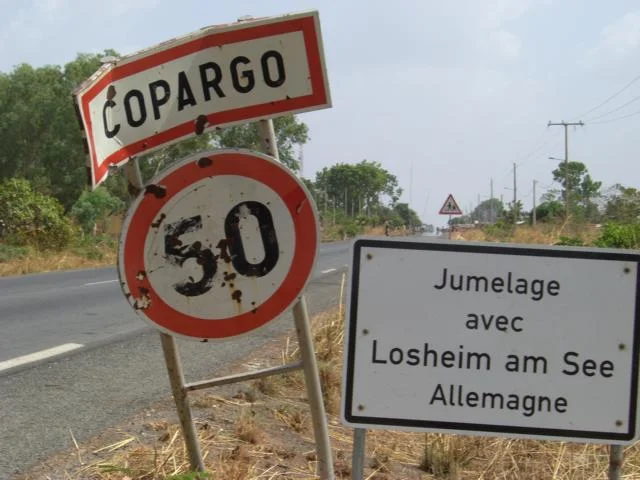 COPARGO
50
Jumelage
avec
Losheim am See
Allemagne